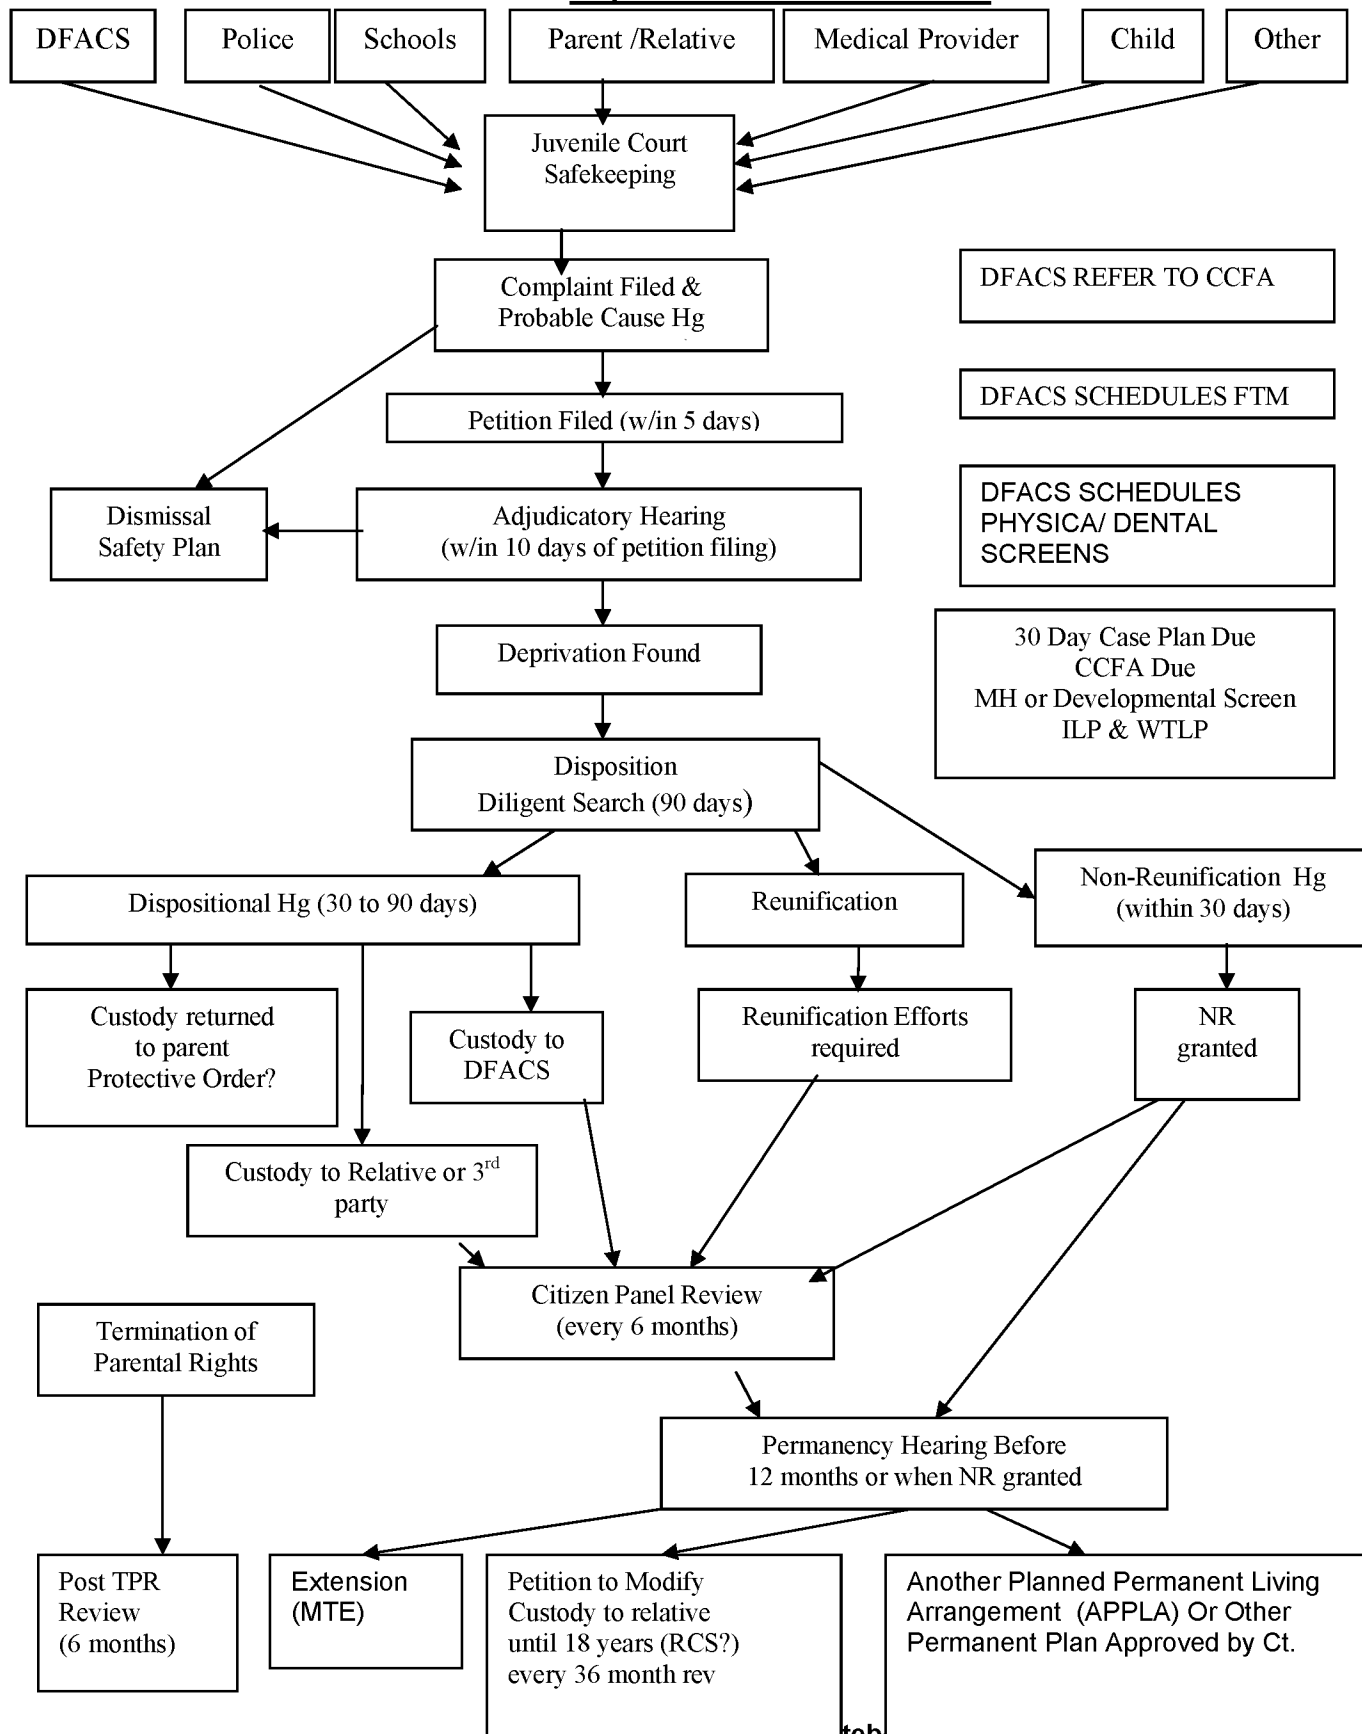 DFACS
Police
Schools
Parent /Relative
Medical Provider
Child
Other
Juvenile Court
Safekeeping
Complaint Filed &
Probable Cause Hg
DFACS REFER TO CCFA
Petition Filed (w/in 5 days)
DFACS SCHEDULES FTM
Dismissal
Safety Plan
Adjudicatory Hearing
(w/in 10 days of petition filing)
DFACS SCHEDULES
PHYSICA/ DENTAL
SCREENS
Deprivation Found
30 Day Case Plan Due
CCFA Due
MH or Developmental Screen
ILP & WTLP
Disposition
Diligent Search (90 days)
Dispositional Hg (30 to 90 days)
Reunification
Non-Reunification Hg
(within 30 days)
Custody returned
to parent
Protective Order?
Custody to
DFACS
Reunification Efforts
required
NR
granted
Custody to Relative or 3rd
party
Citizen Panel Review
(every 6 months)
Termination of
Parental Rights
Permanency Hearing Before
12 months or when NR granted
Post TPR
Review
(6 months)
Extension
(MTE)
Petition to Modify
Custody to relative
until 18 years (RCS?)
every 36 month rev
Another Planned Permanent Living
Arrangement (APPLA) Or Other
Permanent Plan Approved by Ct.